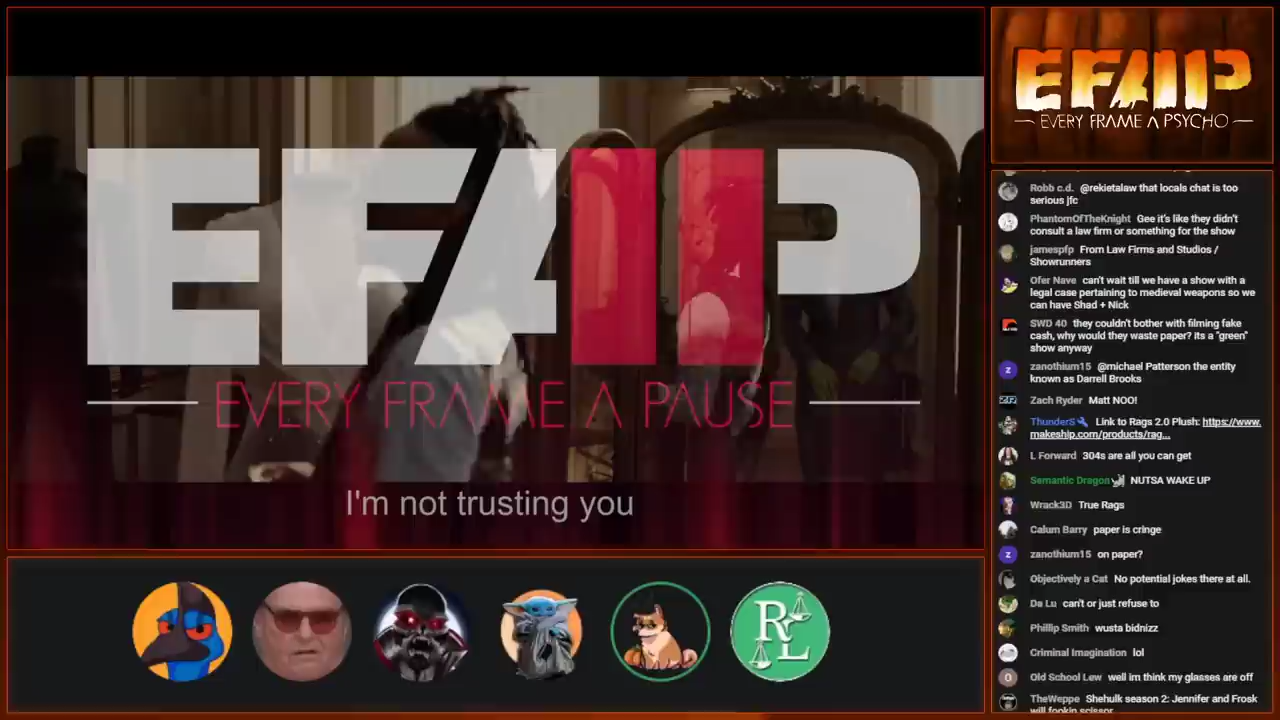 EFAP
EVERY FRAME A PAUSE
I'm not trusting you
RL
EFAP
EVERY FRAME A PSYCHO
Robb c.d. @rekietalaw that locals chat is too
serious jfc
PhantomOfTheKnight Gee it's like they didn't
consult a law firm or something for the show
jamespfp From Law Firms and Studios /
Showrunners
Ofer Nave can't wait till we have a show with a
legal case pertaining to medieval weapons so we
can have Shad + Nick
SWD 40 they couldn't bother with filming fake
cash, why would they waste paper? its a "green"
show anyway
z zanothium15 @michael Patterson the entity
known as Darrell Brooks
Zach Ryder Matt NOO!
ThunderS Link to Rags 2.0 Plush: https://www.
makeship.com/products/rag...
L Forward 304s are all you can get
Semantic Dragon NUTSA WAKE UP
Wrack3D True Rags
Calum Barry paper is cringe
z zanothium15 on paper?
Objectively a Cat No potential jokes there at all.
Da Lu can't or just refuse to
Phillip Smith wusta bidnizz
Criminal Imagination lol
O Old School Lew well im think my glasses are off
TheWeppe Shehulk season 2: Jennifer and Frosk
will fookin scissor